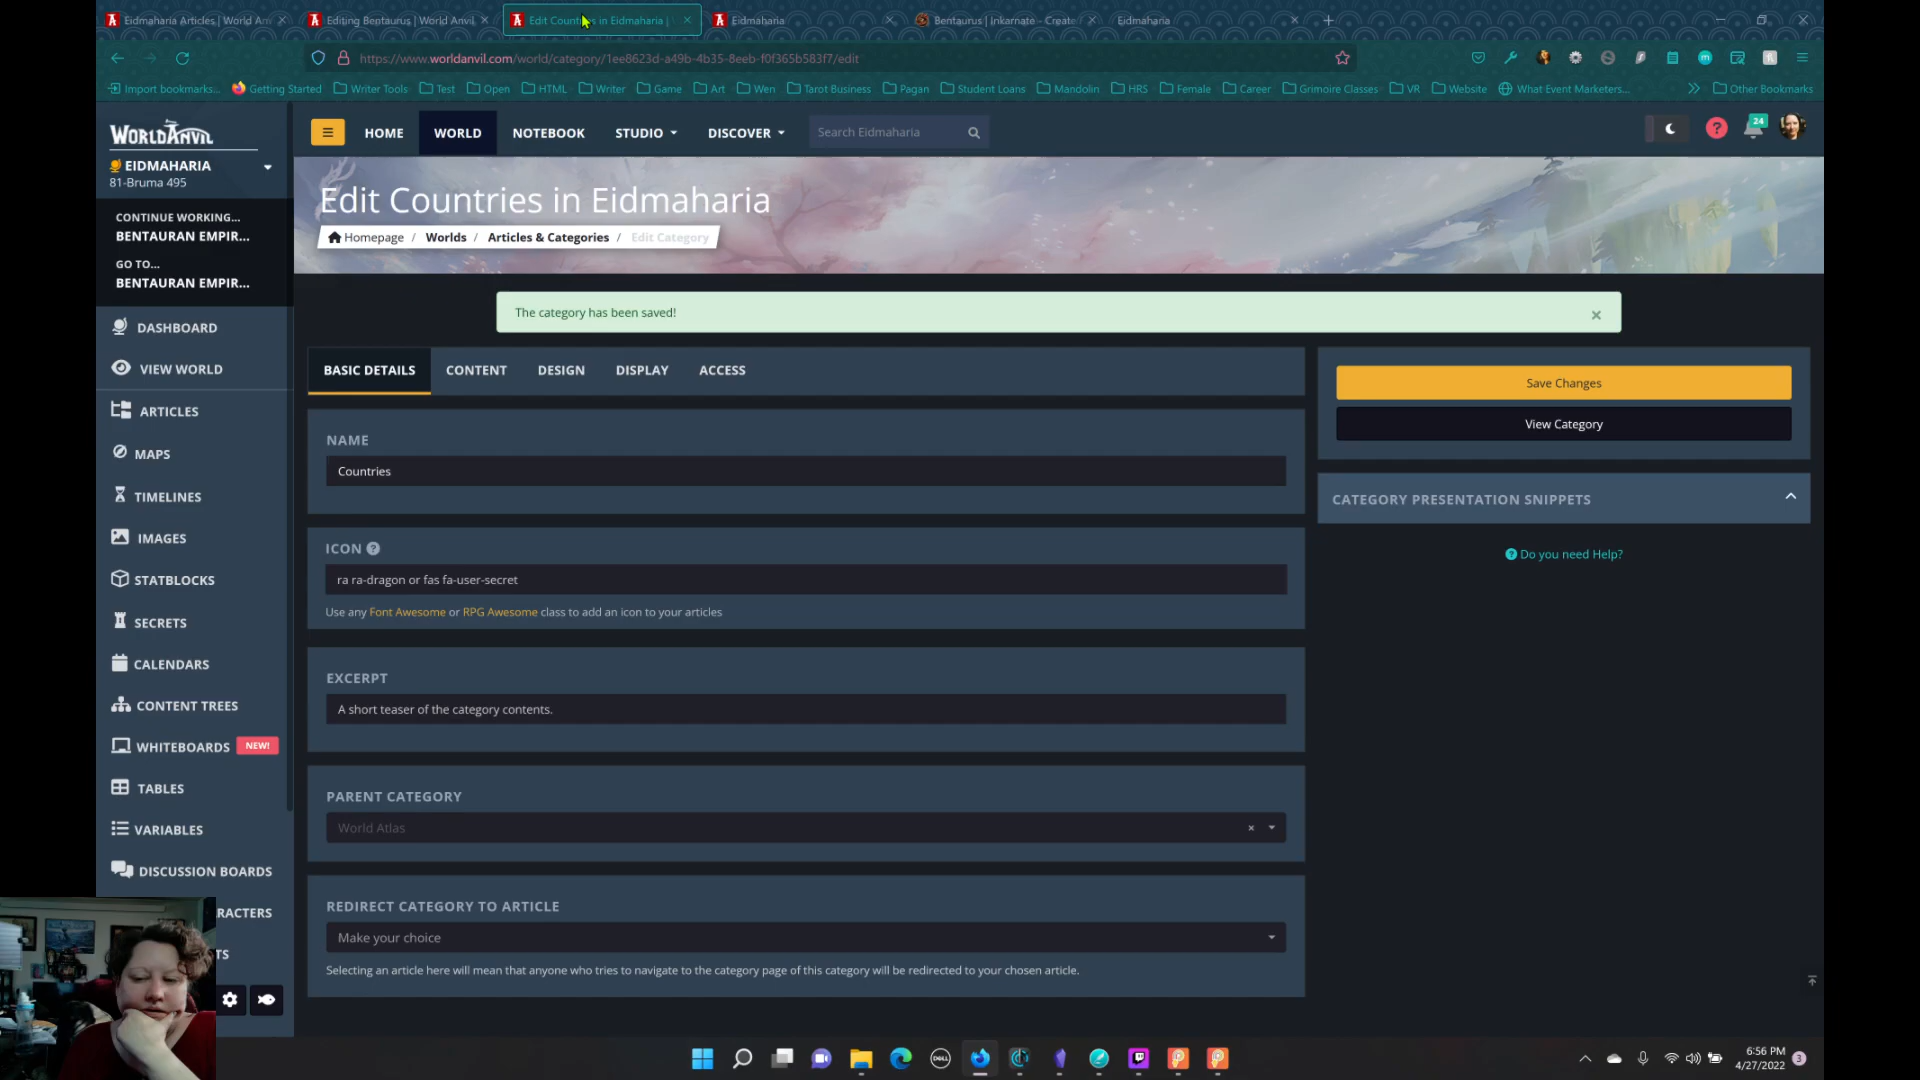 Eidmaharia Articles | World An
Editing Bentaurus | World Anvil
Edit Countries in Eidmaharia |
Eidmaharia
Bentaurus | Inkarnate - Create
Eidmaharia
https://www.worldanvil.com/world/category/1ee8623d-a49b-4b35-8eeb-f0f365b583f7/edit
Import bookmarks...
Getting Started
Writer Tools
Test
Open
HTML
Writer
Game
Art
Wen
Tarot Business
Pagan
Student Loans
Mandolin
HRS
Female
Career
Grimoire Classes
VR
Website
What Event Marketers...
Other Bookmarks
WORLDANVIL
EIDMAHARIA
81-Bruma 495
CONTINUE WORKING...
BENTAURAN EMPIR...
GO TO...
BENTAURAN EMPIR...
DASHBOARD
VIEW WORLD
ARTICLES
MAPS
TIMELINES
IMAGES
STATBLOCKS
SECRETS
CALENDARS
CONTENT TREES
WHITEBOARDS NEW!
TABLES
VARIABLES
DISCUSSION BOARDS
RACTERS
TS
HOME
WORLD
NOTEBOOK
STUDIO
DISCOVER
Search Eidmaharia
24
Edit Countries in Eidmaharia
Homepage / Worlds / Articles & Categories / Edit Category
The category has been saved!
BASIC DETAILS
CONTENT
DESIGN
DISPLAY
ACCESS
NAME
Countries
ICON
ra ra-dragon or fas fa-user-secret
Use any Font Awesome or RPG Awesome class to add an icon to your articles
EXCERPT
A short teaser of the category contents.
PARENT CATEGORY
World Atlas
REDIRECT CATEGORY TO ARTICLE
Make your choice
Selecting an article here will mean that anyone who tries to navigate to the category page of this category will be redirected to your chosen article.
Save Changes
View Category
CATEGORY PRESENTATION SNIPPETS
Do you need Help?
DELL
6:56 PM
4/27/2022
3